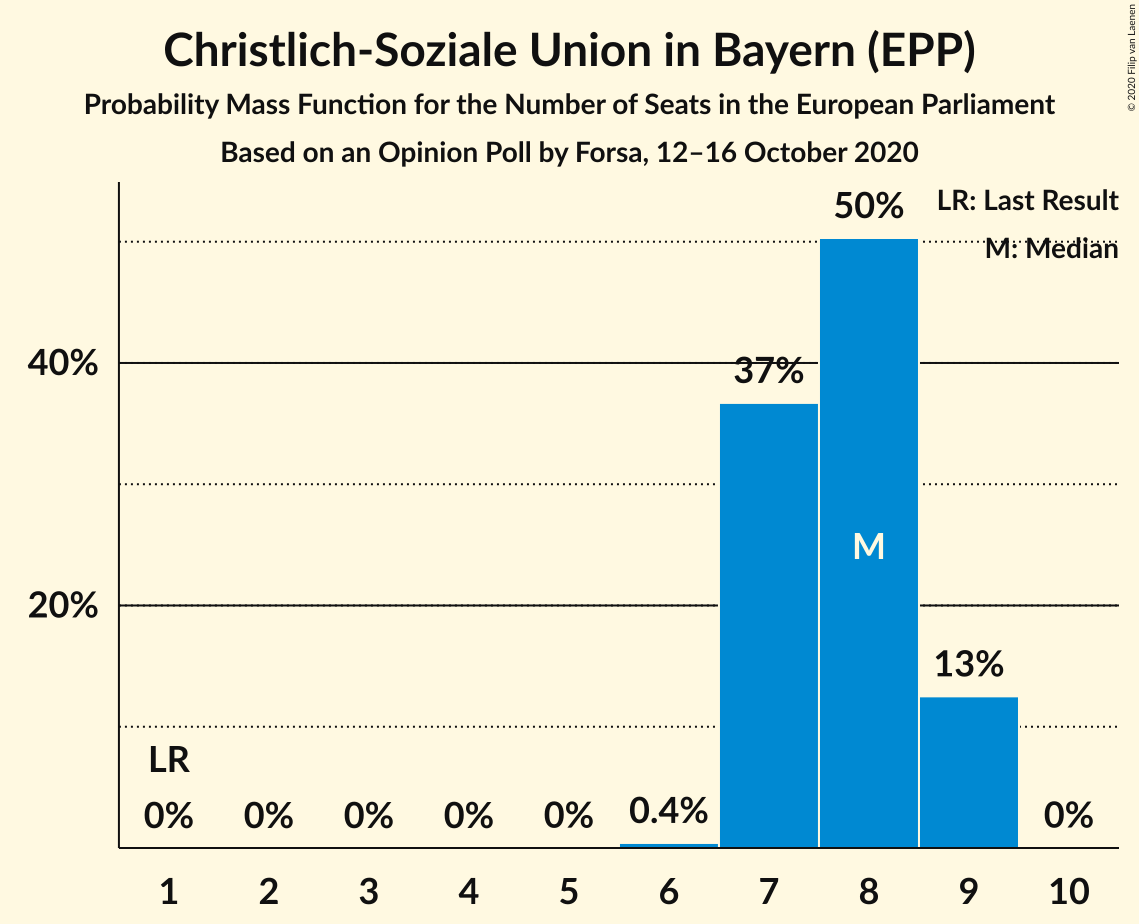 Christlich-Soziale Union in Bayern (EPP)
Probability Mass Function for the Number of Seats in the European Parliament
Based on an Opinion Poll by Forsa, 12–16 October 2020
© 2020 Filip van Laenen
LR: Last Result
M: Median
50%
40%
37%
M
20%
13%
LR
0% 0% 0% 0% 0% 0.4% 0%
1 2 3 4 5 6 7 8 9 10